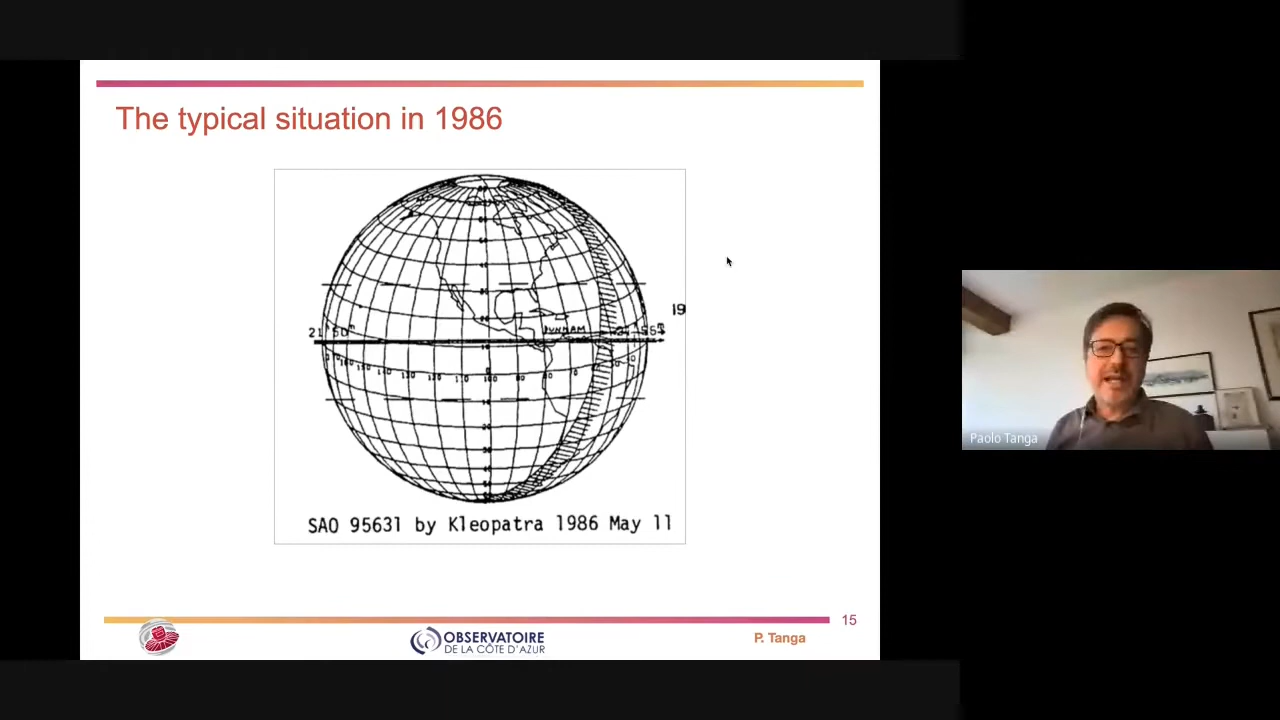 The typical situation in 1986
19
DUNHAM
SAO 95631 by Kleopatra 1986 May 11
15
OBSERVATOIRE
DE LA CÔTE D'AZUR
P. Tanga
Paolo Tanga